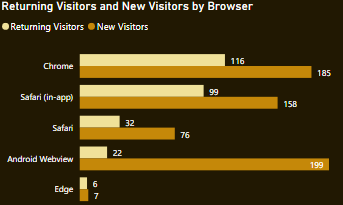 Returning Visitors and New Visitors by Browser
Returning Visitors New Visitors
Chrome 116
185
Safari (in-app) 99
158
Safari 32
76
Android Webview 22
199
Edge 6
7